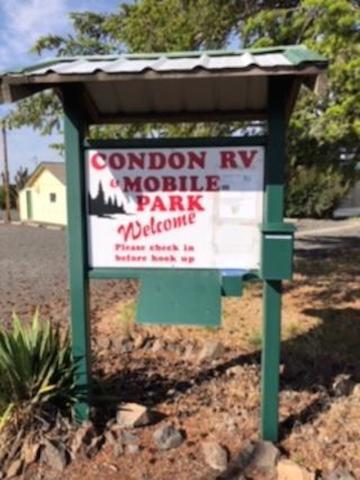 CONDON RV
& MOBILE
PARK
Welcome
Please check in
before hook up